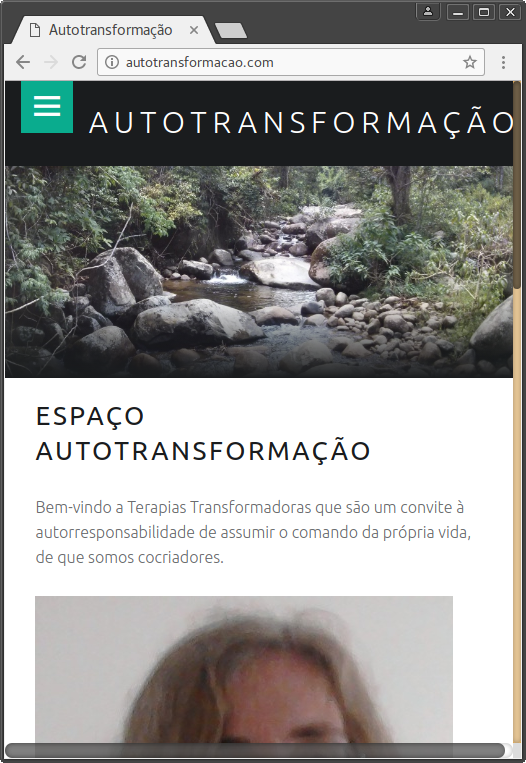 Autotransformação
autotransformacao.com
AUTOTRANSFORMAÇÃO
ESPAÇO
AUTOTRANSFORMAÇÃO
Bem-vindo a Terapias Transformadoras que são um convite à
autorresponsabilidade de assumir o comando da própria vida,
de que somos cocriadores.